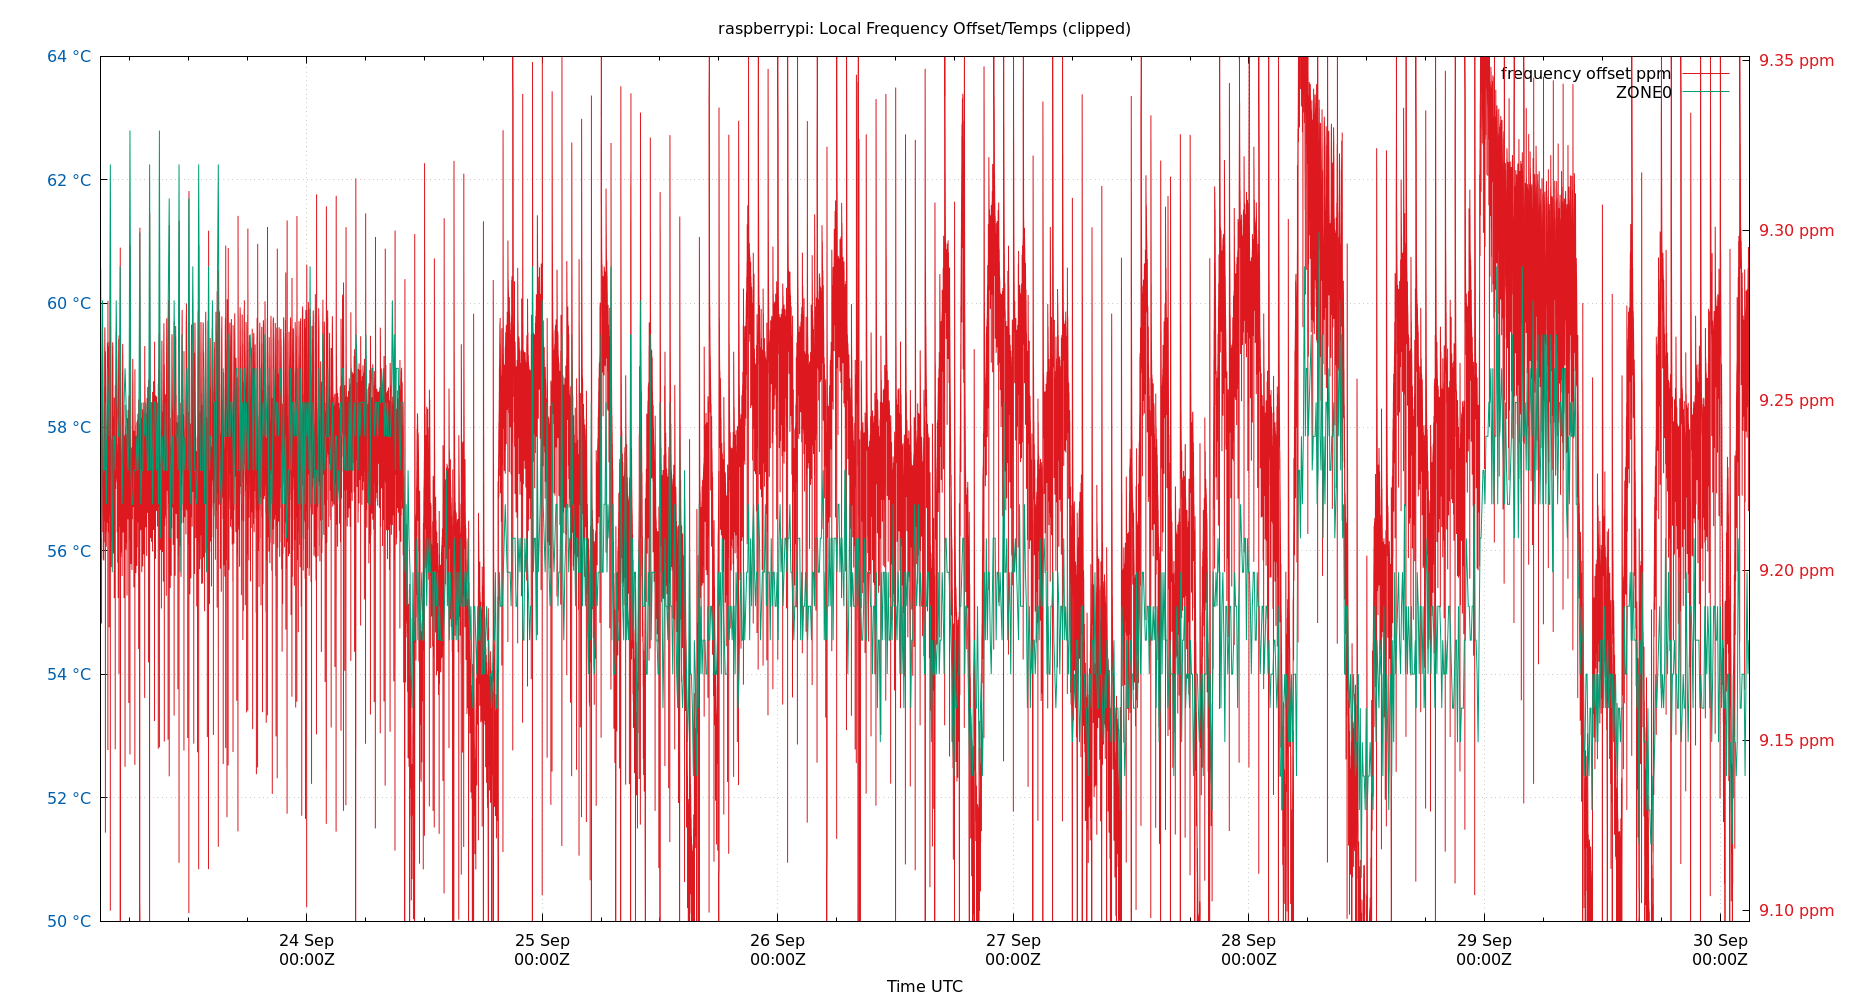 raspberrypi: Local Frequency Offset/Temps (clipped)
64 °C
62 °C
60 °C
58 °C
56 °C
54 °C
52 °C
50 °C
9.35 ppm
9.30 ppm
9.25 ppm
9.20 ppm
9.15 ppm
9.10 ppm
frequency offset ppm
ZONE0
24 Sep
00:00Z
25 Sep
00:00Z
26 Sep
00:00Z
27 Sep
00:00Z
28 Sep
00:00Z
29 Sep
00:00Z
30 Sep
00:00Z
Time UTC